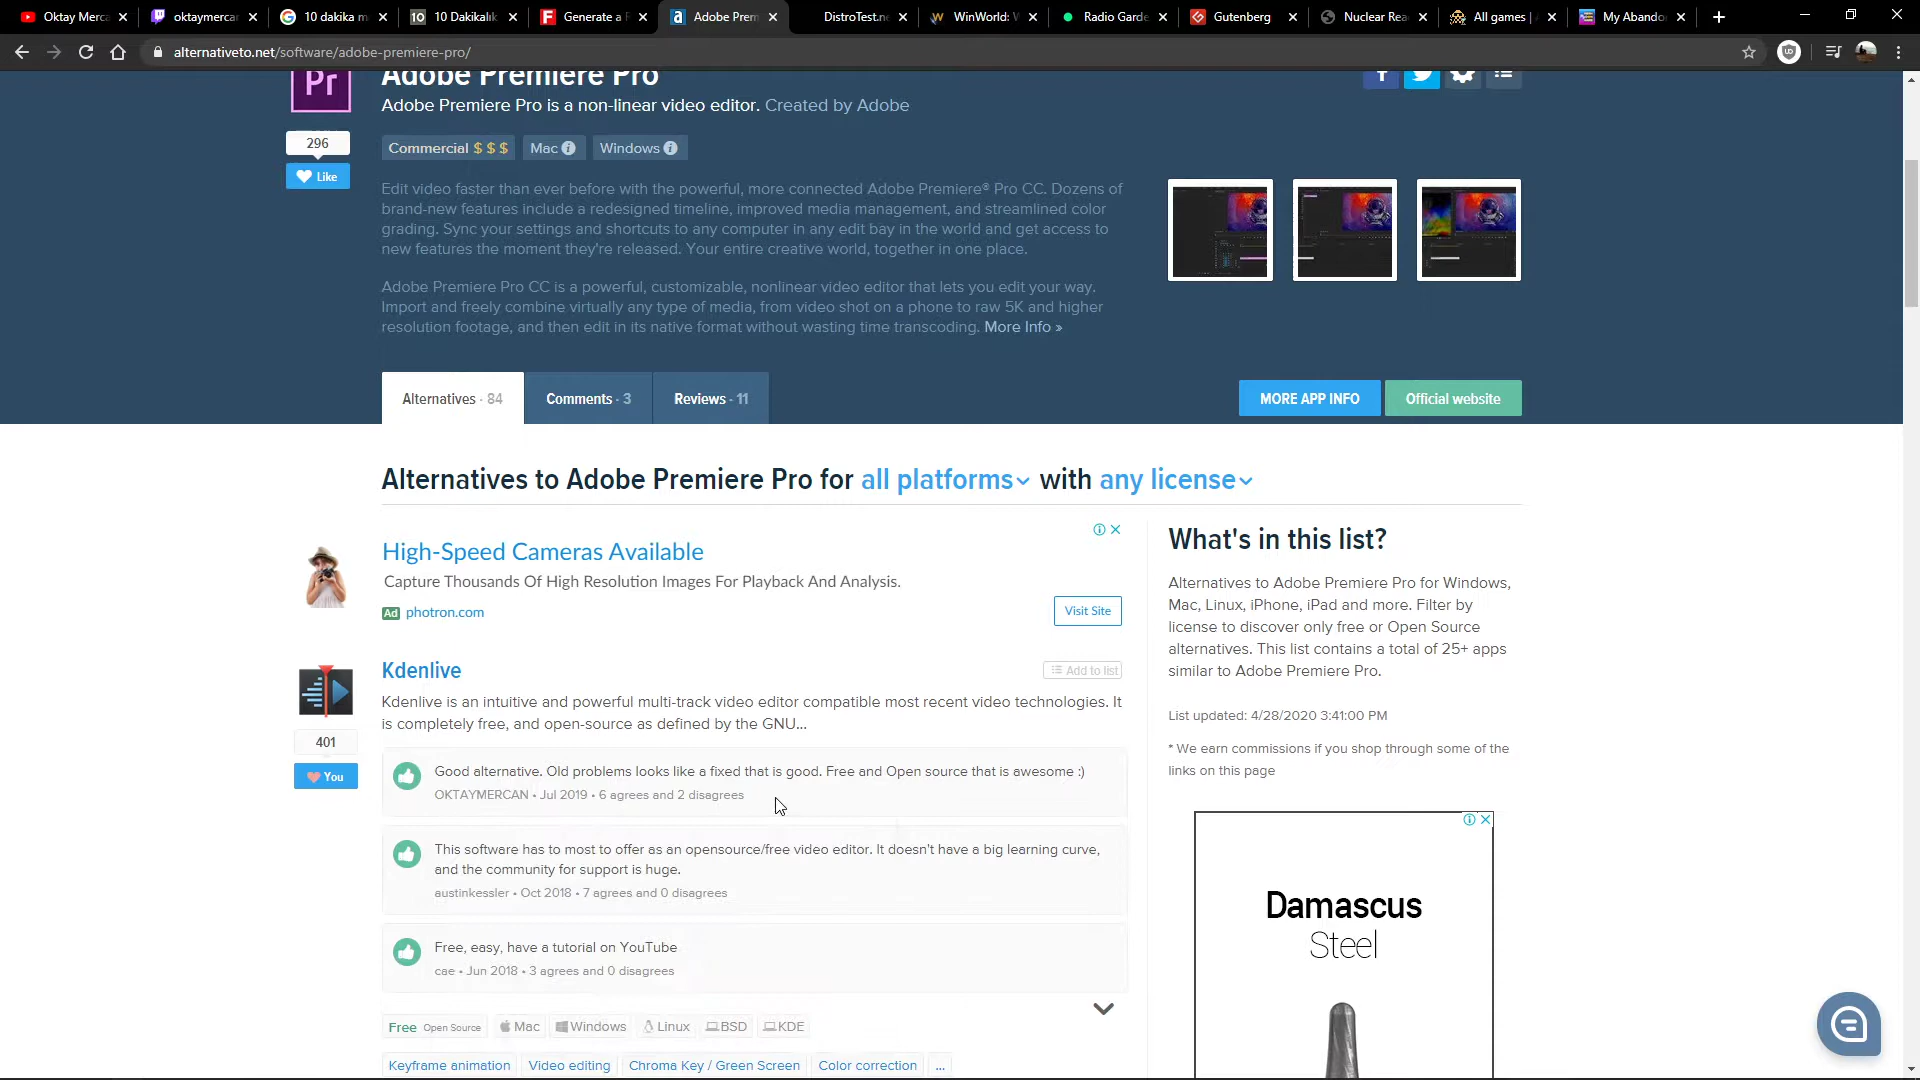 Oktay Merca
oktaymercan
10 dakika m
10 Dakikalık
Generate a F
Adobe Prem
DistroTest.ne
WinWorld: W
Radio Garde
Gutenberg
Nuclear Rea
All games |
My Abando
alternativeto.net/software/adobe-premiere-pro/
Pr
Adobe Premiere Pro
Adobe Premiere Pro is a non-linear video editor. Created by Adobe
296
Like
Commercial $ $ $
Mac
Windows
Edit video faster than ever before with the powerful, more connected Adobe Premiere® Pro CC. Dozens of
brand-new features include a redesigned timeline, improved media management, and streamlined color
grading. Sync your settings and shortcuts to any computer in any edit bay in the world and get access to
new features the moment they're released. Your entire creative world, together in one place.
Adobe Premiere Pro CC is a powerful, customizable, nonlinear video editor that lets you edit your way.
Import and freely combine virtually any type of media, from video shot on a phone to raw 5K and higher
resolution footage, and then edit in its native format without wasting time transcoding. More Info »
Alternatives · 84
Comments · 3
Reviews · 11
MORE APP INFO
Official website
Alternatives to Adobe Premiere Pro for all platforms with any license
High-Speed Cameras Available
Capture Thousands Of High Resolution Images For Playback And Analysis.
Ad photron.com
Visit Site
Kdenlive
Add to list
Kdenlive is an intuitive and powerful multi-track video editor compatible most recent video technologies. It
is completely free, and open-source as defined by the GNU...
401
You
Good alternative. Old problems looks like a fixed that is good. Free and Open source that is awesome :)
OKTAYMERCAN • Jul 2019 • 6 agrees and 2 disagrees
This software has to most to offer as an opensource/free video editor. It doesn't have a big learning curve,
and the community for support is huge.
austinkessler • Oct 2018 • 7 agrees and 0 disagrees
Free, easy, have a tutorial on YouTube
cae • Jun 2018 • 3 agrees and 0 disagrees
Free Open Source
Mac
Windows
Linux
BSD
KDE
Keyframe animation
Video editing
Chroma Key / Green Screen
Color correction
...
What's in this list?
Alternatives to Adobe Premiere Pro for Windows,
Mac, Linux, iPhone, iPad and more. Filter by
license to discover only free or Open Source
alternatives. This list contains a total of 25+ apps
similar to Adobe Premiere Pro.
List updated: 4/28/2020 3:41:00 PM
* We earn commissions if you shop through some of the
links on this page
Damascus
Steel